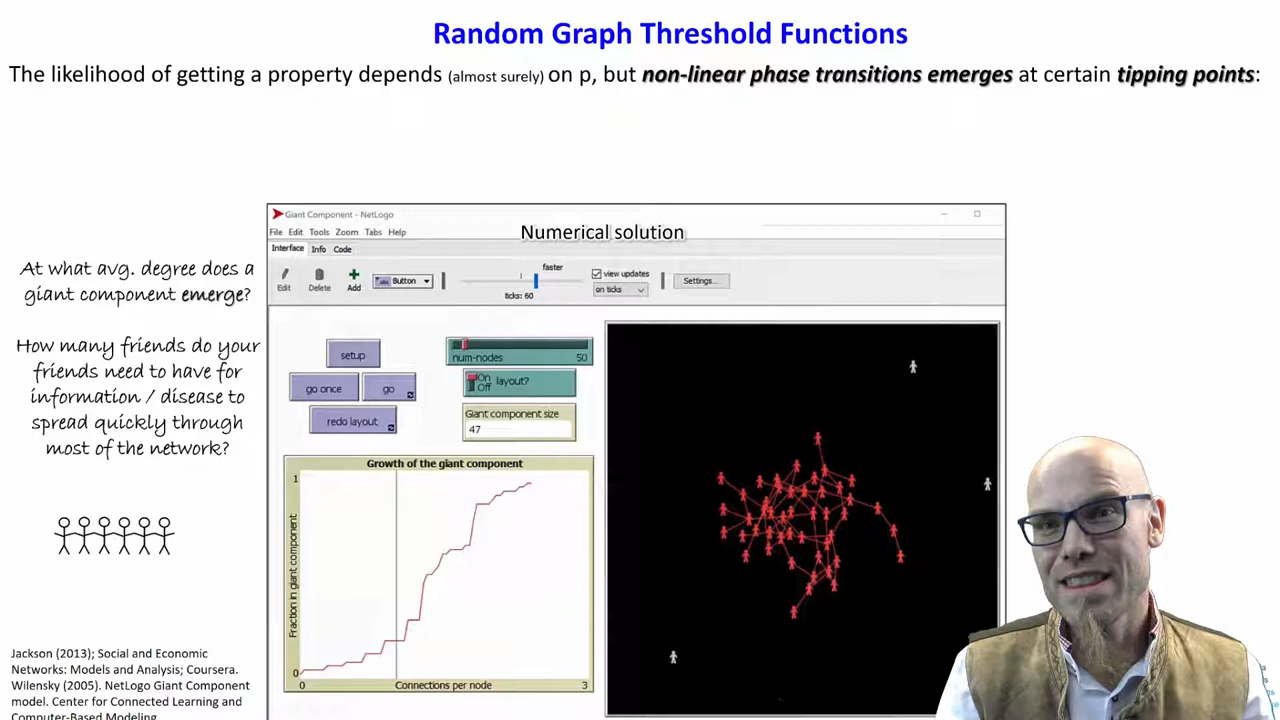 Random Graph Threshold Functions
The likelihood of getting a property depends (almost surely) on p, but non-linear phase transitions emerges at certain tipping points:
Giant Component - NetLogo
File Edit Tools Zoom Tabs Help
Numerical solution
Interface Info Code
Edit Delete Add
abc Button
faster
ticks: 60
view updates
on ticks
Settings...
At what avg. degree does a
giant component emerge?
How many friends do your
friends need to have for
information / disease to
spread quickly through
most of the network?
setup
go once go
redo layout
num-nodes 50
On
Off
layout?
Giant component size
47
Growth of the giant component
1
Fraction in giant component
0
0 Connections per node 3
Jackson (2013); Social and Economic
Networks: Models and Analysis; Coursera.
Wilensky (2005). NetLogo Giant Component
model. Center for Connected Learning and
Computer-Based Modeling